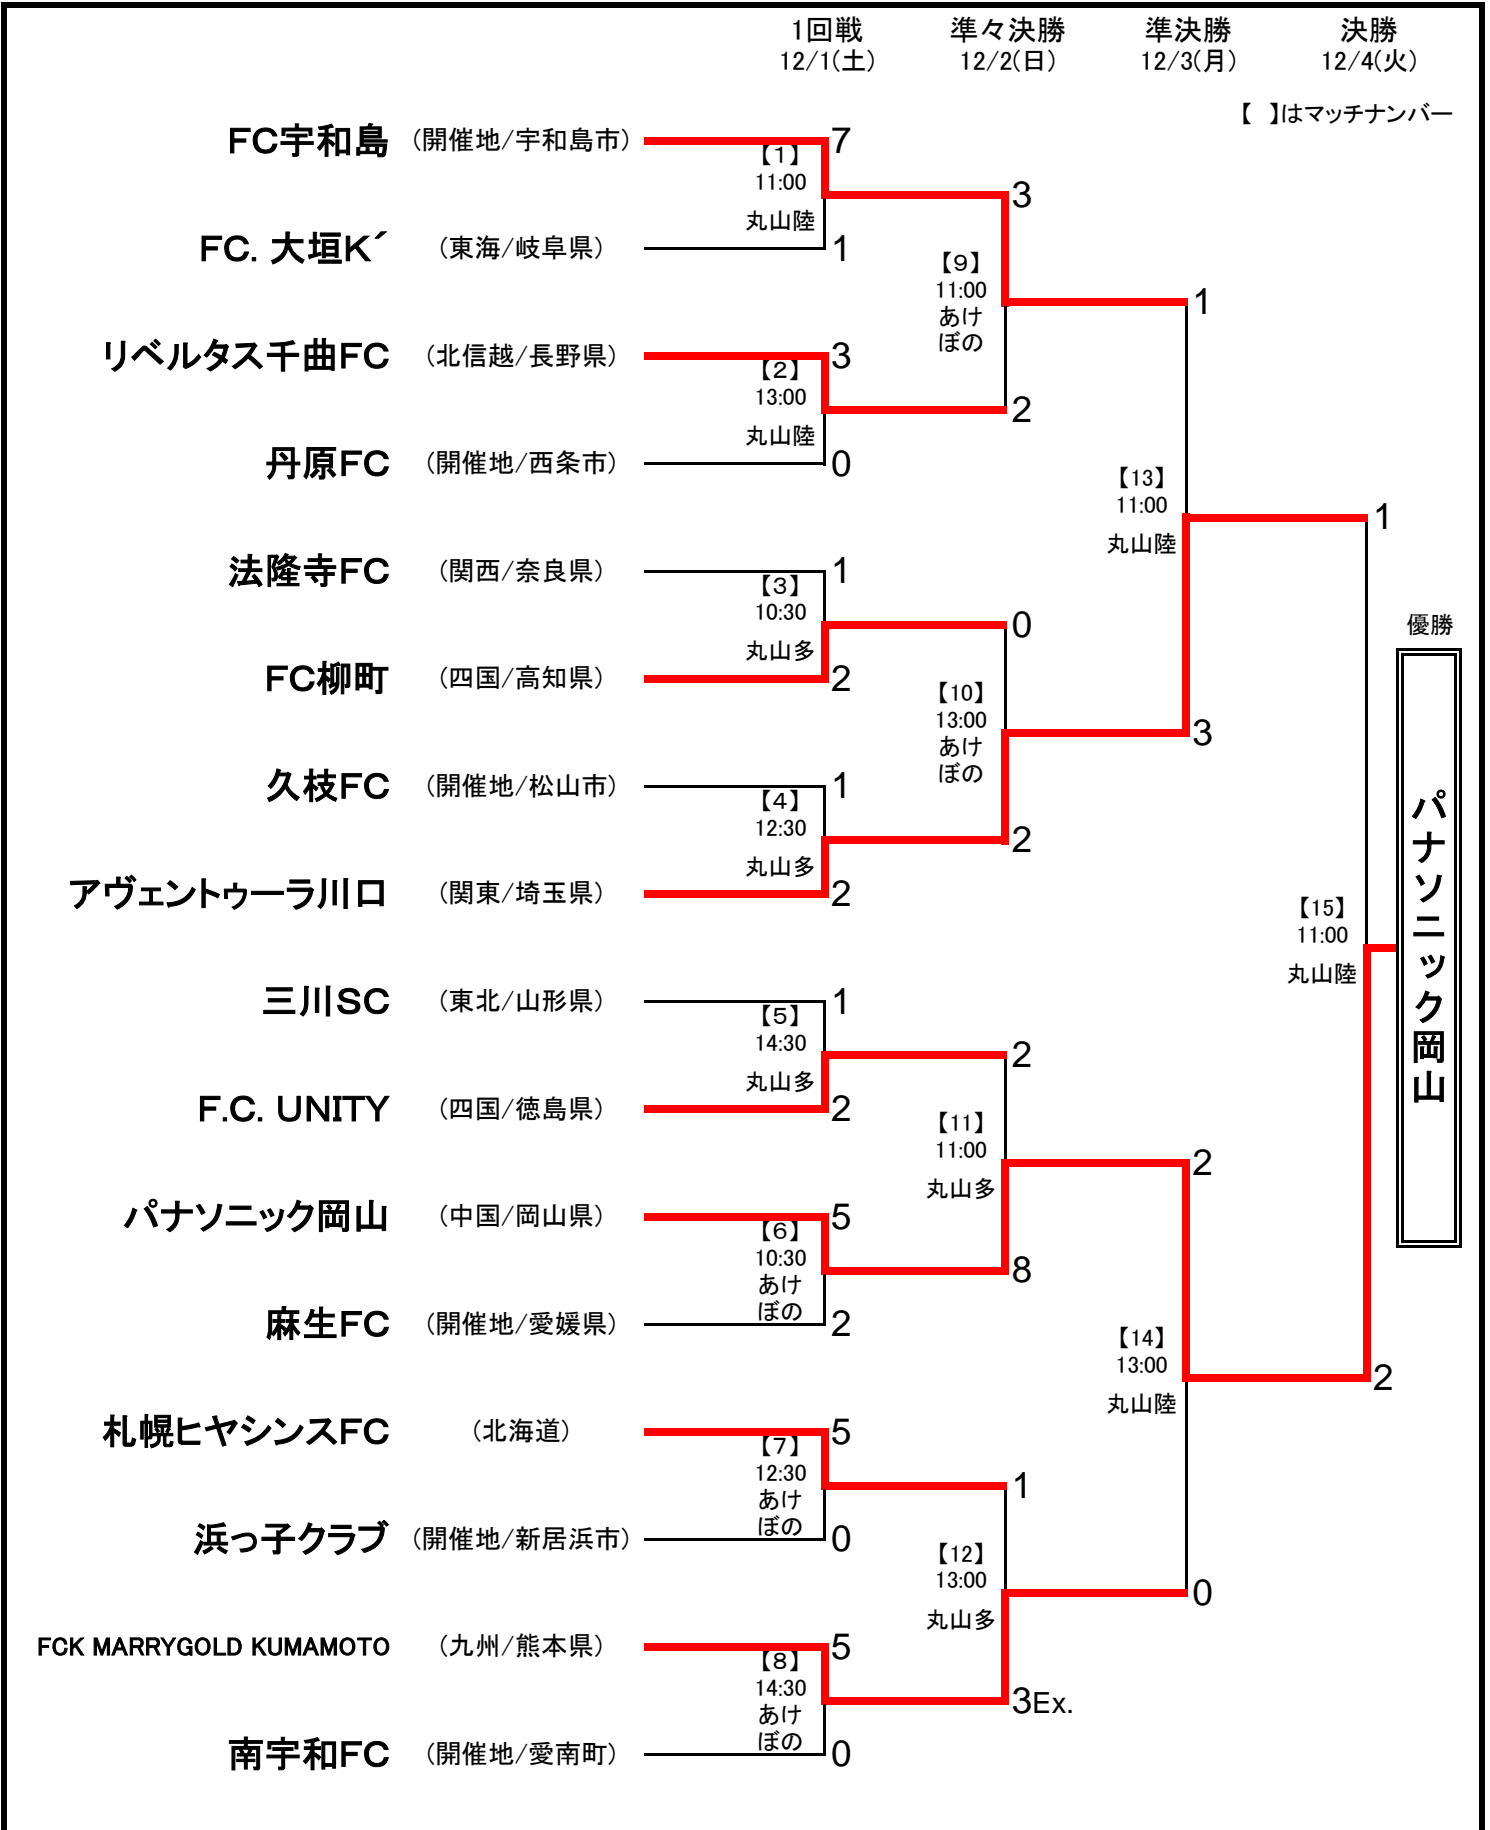 1回戦 準々決勝 準決勝 決勝
12/1(土) 12/2(日) 12/3(月) 12/4(火)
【 】はマッチナンバー
FC宇和島 (開催地/宇和島市) 7
【1】
11:00
丸山陸
3
FC. 大垣K´ (東海/岐阜県) 1
【9】
11:00
あけ
ぼの
1
リベルタス千曲FC (北信越/長野県) 3
【2】
13:00
丸山陸
2
丹原FC (開催地/西条市) 0
【13】
11:00
丸山陸
1
法隆寺FC (関西/奈良県) 1
【3】
10:30
丸山多
0
FC柳町 (四国/高知県) 2
【10】
13:00
あけ
ぼの
3
久枝FC (開催地/松山市) 1
【4】
12:30
丸山多
2
アヴェントゥーラ川口 (関東/埼玉県) 2
【15】
11:00
丸山陸
優勝
パナソニック岡山
三川SC (東北/山形県) 1
【5】
14:30
丸山多
2
F.C. UNITY (四国/徳島県) 2
【11】
11:00
丸山多
2
パナソニック岡山 (中国/岡山県) 5
【6】
10:30
あけ
ぼの
8
麻生FC (開催地/愛媛県) 2
【14】
13:00
丸山陸
2
札幌ヒヤシンスFC (北海道) 5
【7】
12:30
あけ
ぼの
1
浜っ子クラブ (開催地/新居浜市) 0
【12】
13:00
丸山多
0
FCK MARRYGOLD KUMAMOTO (九州/熊本県) 5
【8】
14:30
あけ
ぼの
3Ex.
南宇和FC (開催地/愛南町) 0